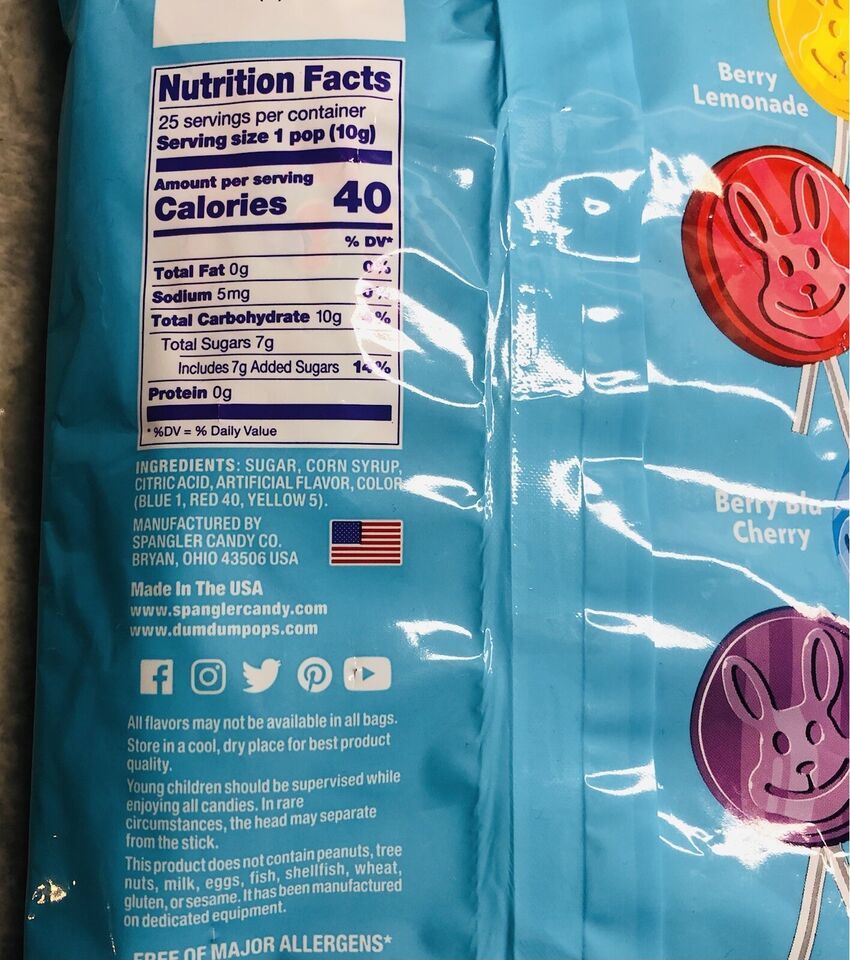 Nutrition Facts
25 servings per container
Serving size 1 pop (10g)
Amount per serving
Calories 40
% DV*
Total Fat 0g 0%
Sodium 5mg
Total Carbohydrate 10g
Total Sugars 7g
Includes 7g Added Sugars 14%
Protein 0g
* %DV = % Daily Value
INGREDIENTS: SUGAR, CORN SYRUP,
CITRIC ACID, ARTIFICIAL FLAVOR, COLOR
(BLUE 1, RED 40, YELLOW 5).
MANUFACTURED BY
SPANGLER CANDY CO.
BRYAN, OHIO 43506 USA
Made In The USA
www.spanglercandy.com
www.dumdumpops.com
All flavors may not be available in all bags.
Store in a cool, dry place for best product
quality.
Young children should be supervised while
enjoying all candies. In rare
circumstances, the head may separate
from the stick.
This product does not contain peanuts, tree
nuts, milk, eggs, fish, shellfish, wheat,
gluten, or sesame. It has been manufactured
on dedicated equipment.
FREE OF MAJOR ALLERGENS*
Berry
Lemonade
Berry Blu
Cherry